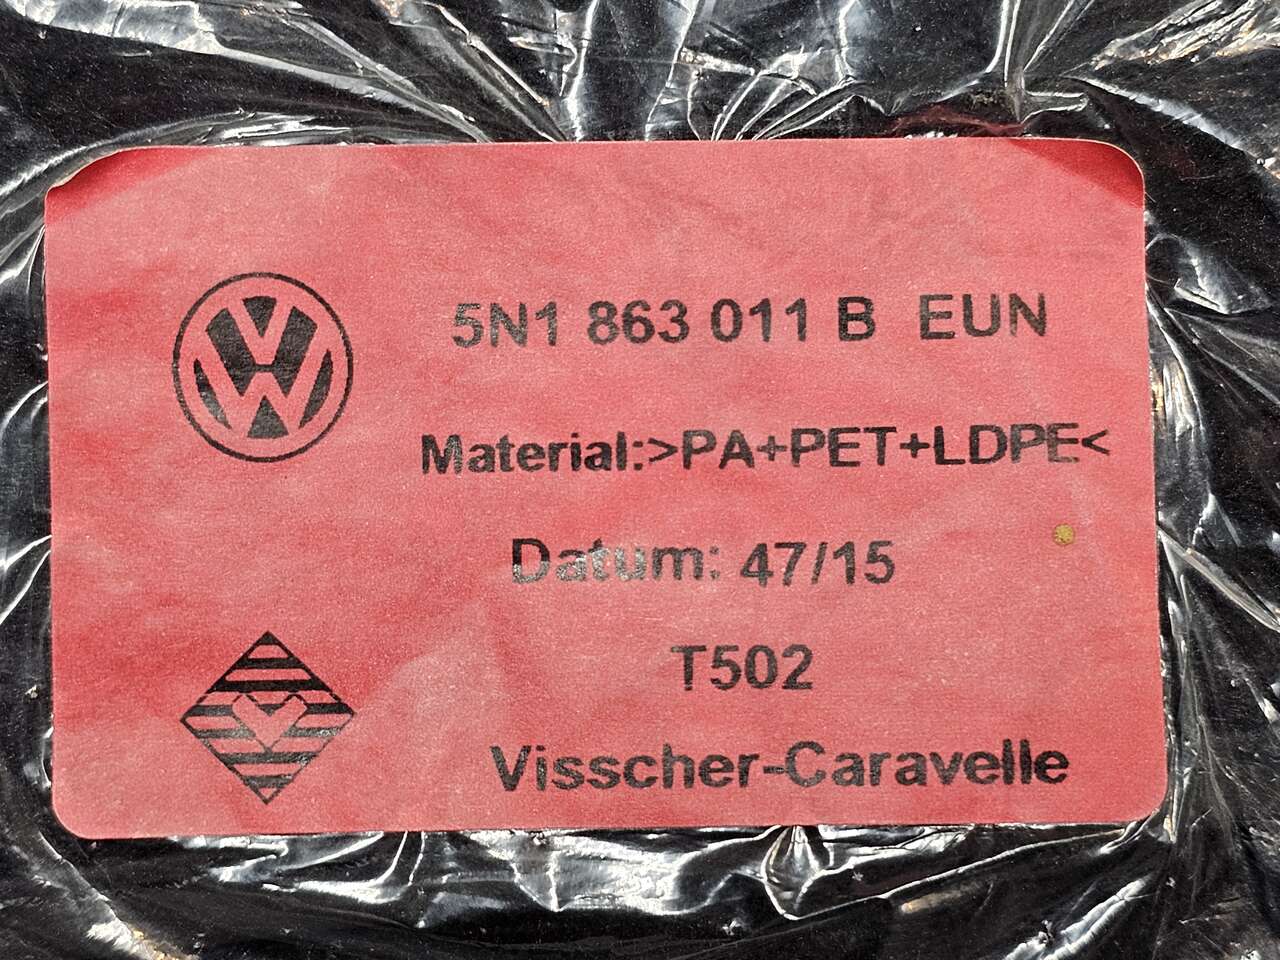 5N1 863 011 B EUN
Material:>PA+PET+LDPE<
Datum: 47/15
T502
Visscher-Caravelle